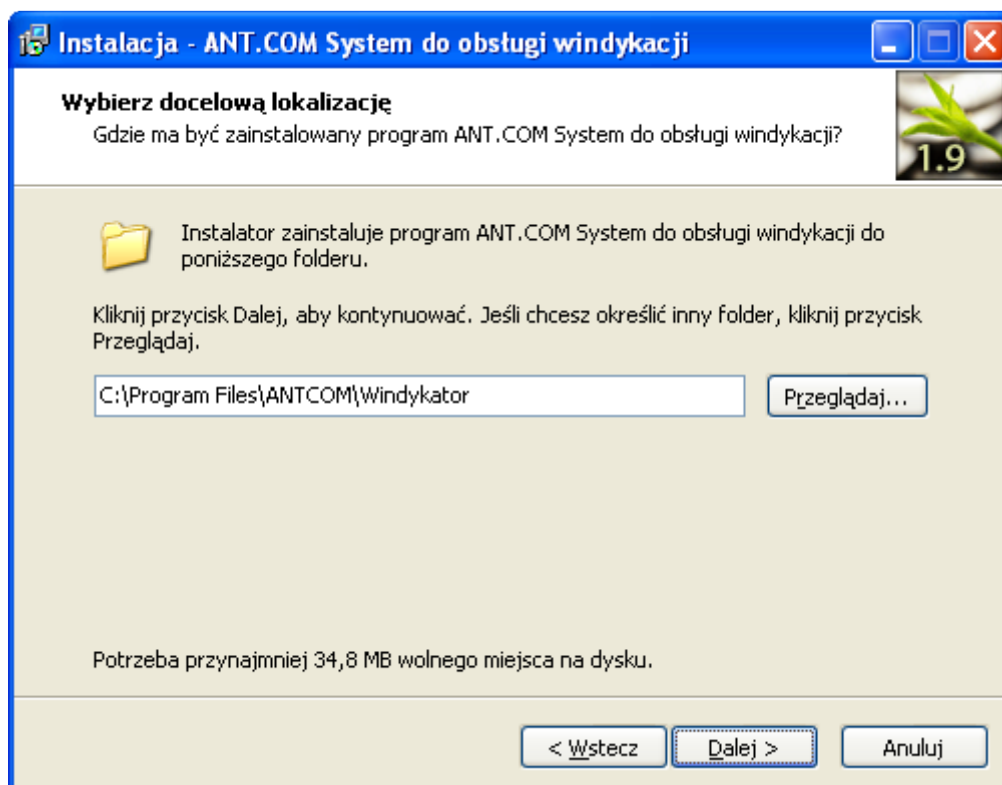 Instalacja - ANT.COM System do obsługi windykacji
Wybierz docelową lokalizację
Gdzie ma być zainstalowany program ANT.COM System do obsługi windykacji?
1.9
Instalator zainstaluje program ANT.COM System do obsługi windykacji do
poniższego folderu.
Kliknij przycisk Dalej, aby kontynuować. Jeśli chcesz określić inny folder, kliknij przycisk
Przeglądaj.
C:\Program Files\ANTCOM\Windykator
Przeglądaj...
Potrzeba przynajmniej 34,8 MB wolnego miejsca na dysku.
< Wstecz
Dalej >
Anuluj